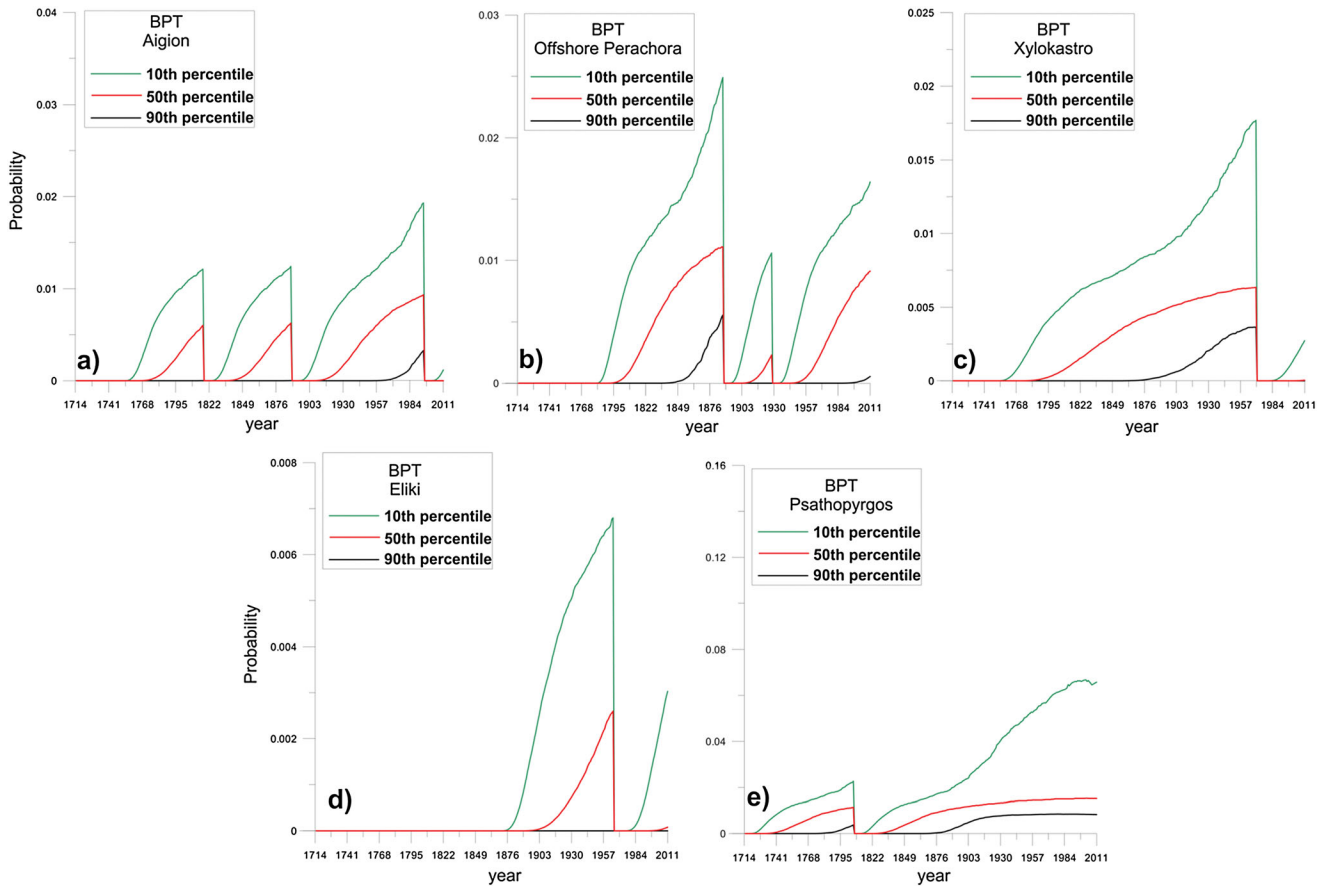 0.04
0.03
0.02
0.01
0
Probability
BPT
Aigion
10th percentile
50th percentile
90th percentile
a)
1714 1741 1768 1795 1822 1849 1876 1903 1930 1957 1984 2011
year
0.03
0.02
0.01
0
BPT
Offshore Perachora
10th percentile
50th percentile
90th percentile
b)
1714 1741 1768 1795 1822 1849 1876 1903 1930 1957 1984 2011
year
0.025
0.02
0.015
0.01
0.005
0
BPT
Xylokastro
10th percentile
50th percentile
90th percentile
c)
1714 1741 1768 1795 1822 1849 1876 1903 1930 1957 1984 2011
year
0.008
0.006
0.004
0.002
0
Probability
BPT
Eliki
10th percentile
50th percentile
90th percentile
d)
1714 1741 1768 1795 1822 1849 1876 1903 1930 1957 1984 2011
year
0.16
0.12
0.08
0.04
0
BPT
Psathopyrgos
10th percentile
50th percentile
90th percentile
e)
1714 1741 1768 1795 1822 1849 1876 1903 1930 1957 1984 2011
year